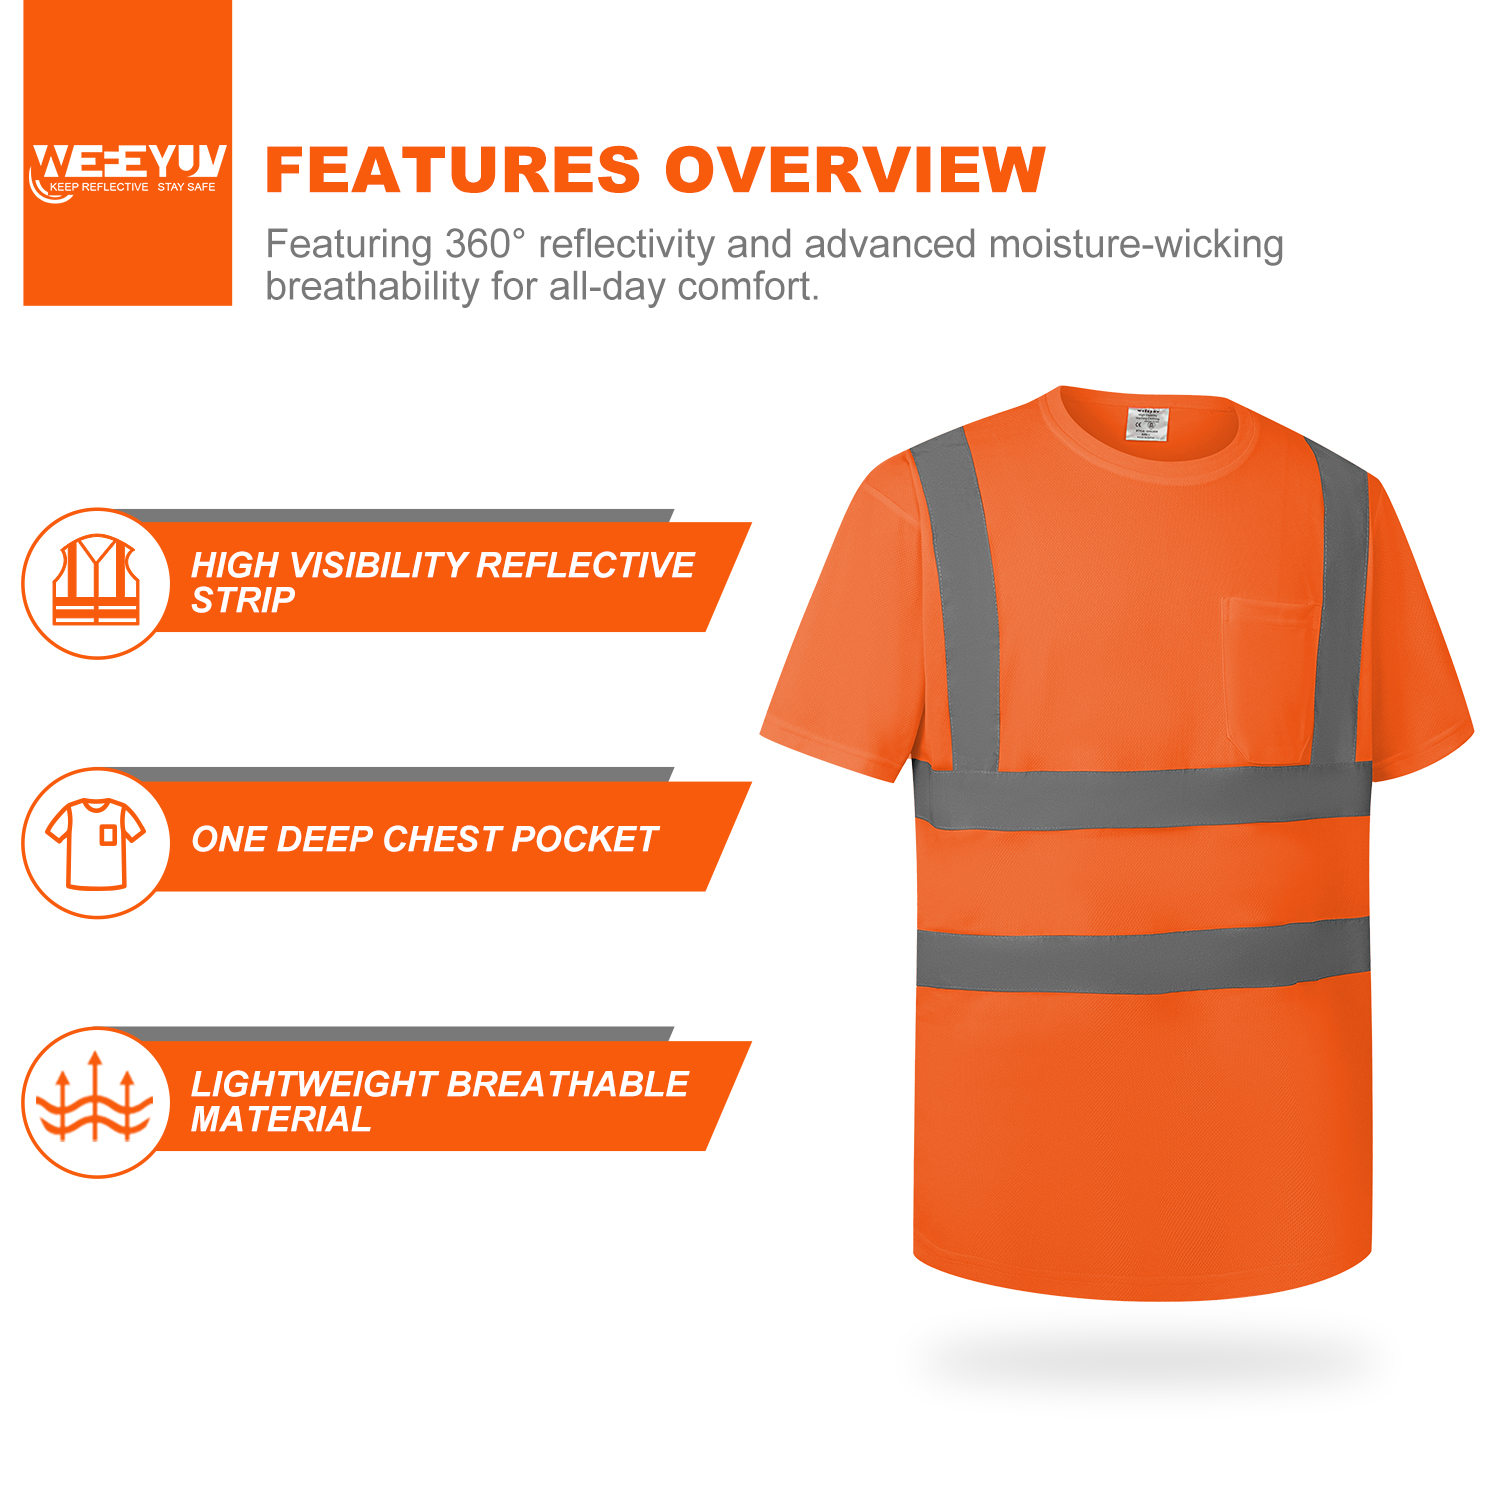 WEFEYUV
KEEP REFLECTIVE STAY SAFE
FEATURES OVERVIEW
Featuring 360° reflectivity and advanced moisture-wicking
breathability for all-day comfort.
HIGH VISIBILITY REFLECTIVE
STRIP
ONE DEEP CHEST POCKET
LIGHTWEIGHT BREATHABLE
MATERIAL